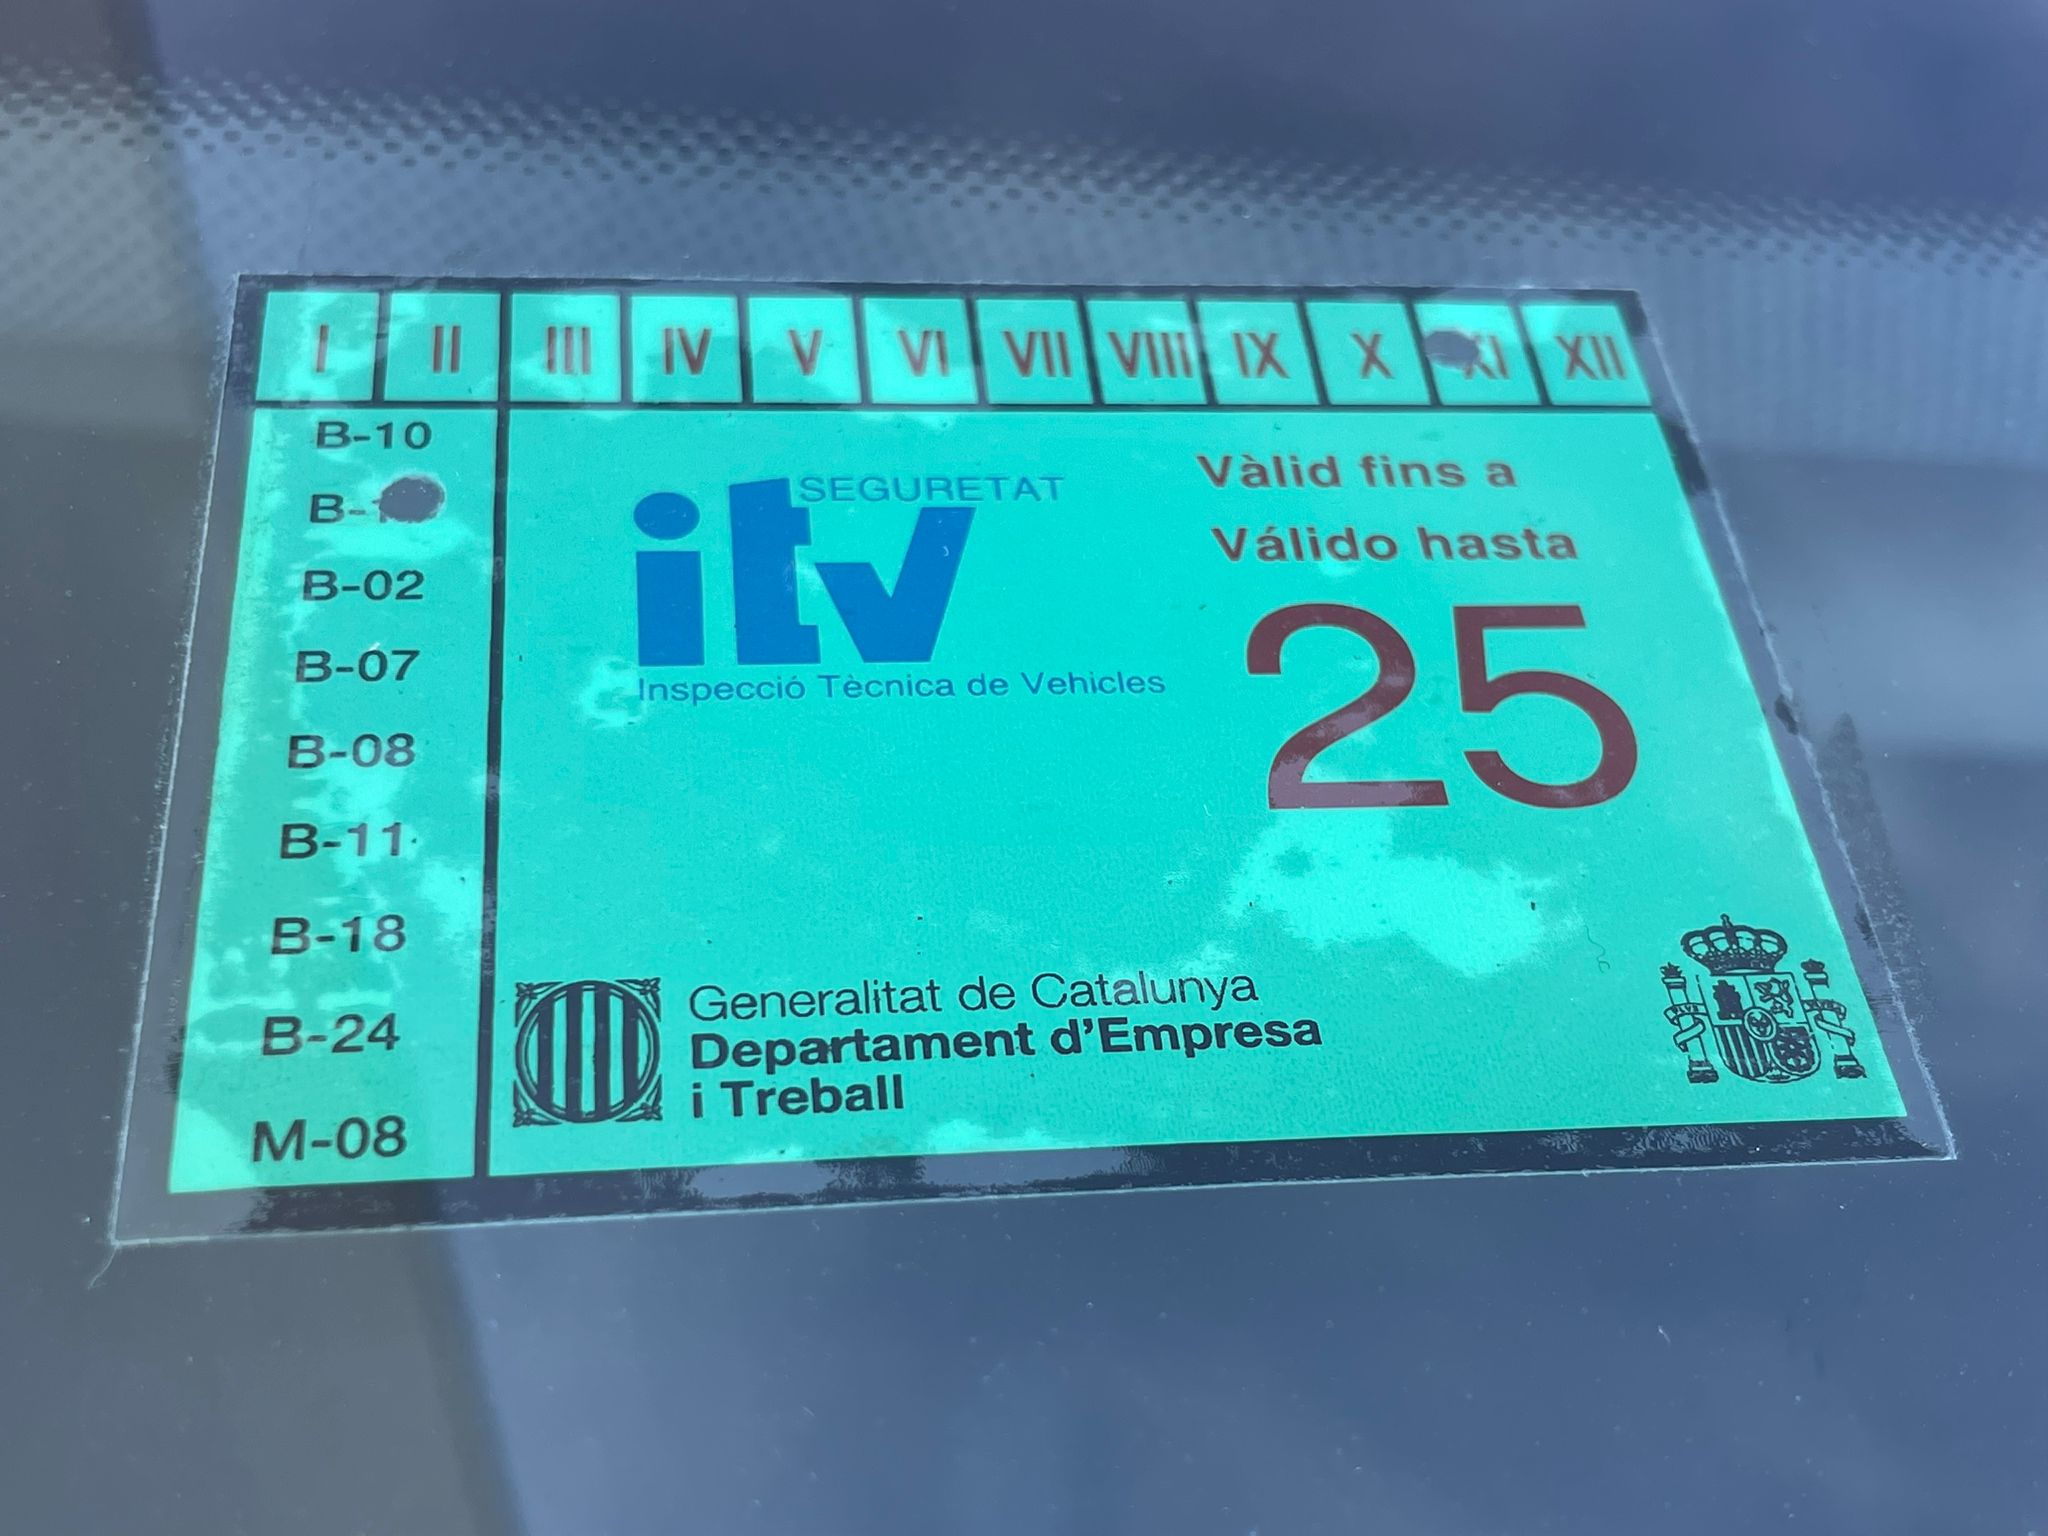 I II III IV V VI VII VIII IX X XI XII
B-10
B-02
B-07
B-08
B-11
B-18
B-24
M-08
SEGURETAT
itv
Inspecció Tècnica de Vehicles
Vàlid fins a
Válido hasta
25
Generalitat de Catalunya
Departament d'Empresa
i Treball